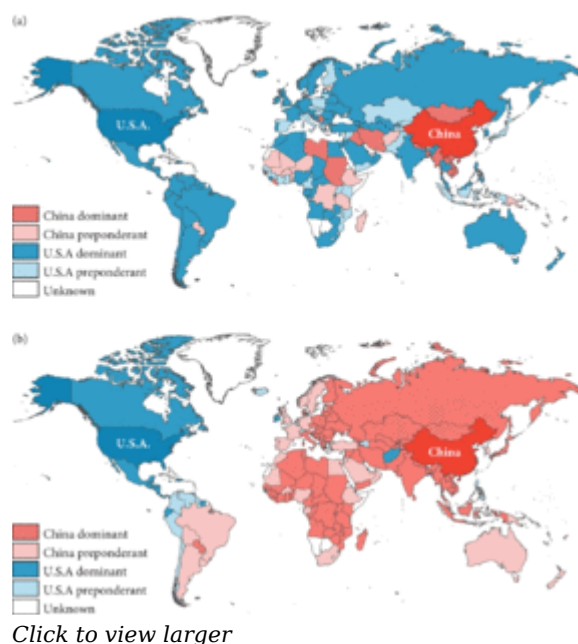 (a)
U.S.A.
China
China dominant
China preponderant
U.S.A dominant
U.S.A preponderant
Unknown
(b)
U.S.A.
China
China dominant
China preponderant
U.S.A dominant
U.S.A preponderant
Unknown
Click to view larger